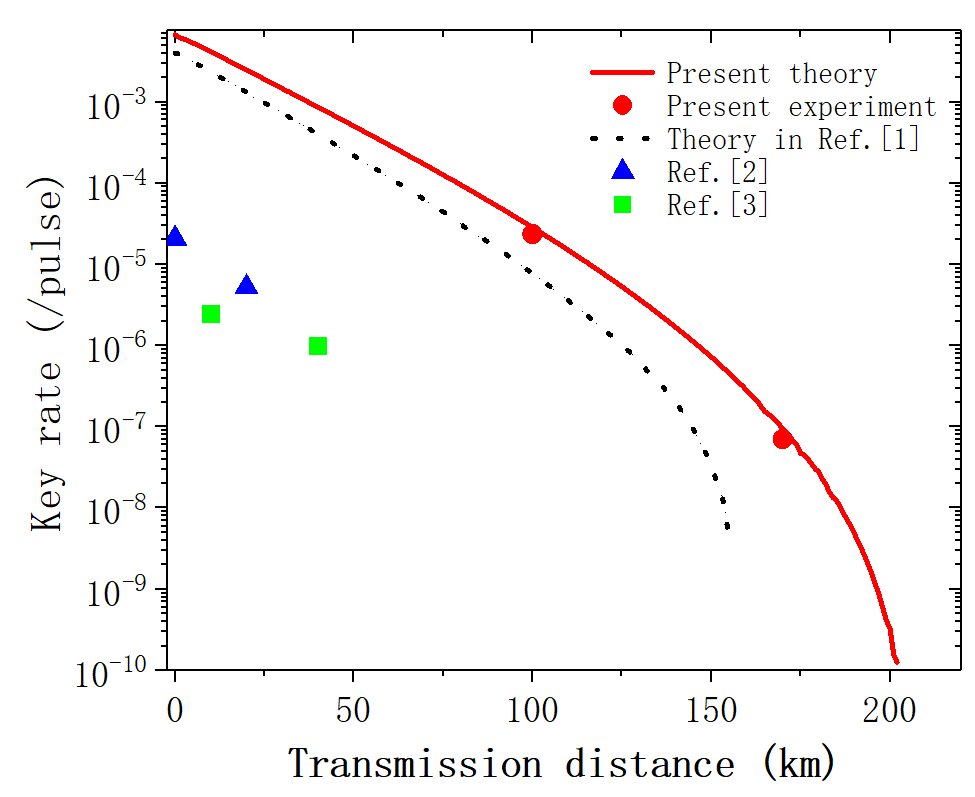 Present theory
Present experiment
Theory in Ref.[1]
Ref.[2]
Ref.[3]
Key rate (/pulse)
10^-3
10^-4
10^-5
10^-6
10^-7
10^-8
10^-9
10^-10
0 50 100 150 200
Transmission distance (km)